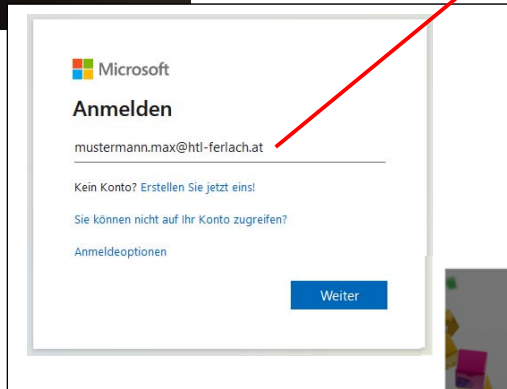 Microsoft
Anmelden
mustermann.max@htl-ferlach.at
Kein Konto? Erstellen Sie jetzt eins!
Sie können nicht auf Ihr Konto zugreifen?
Anmeldeoptionen
Weiter